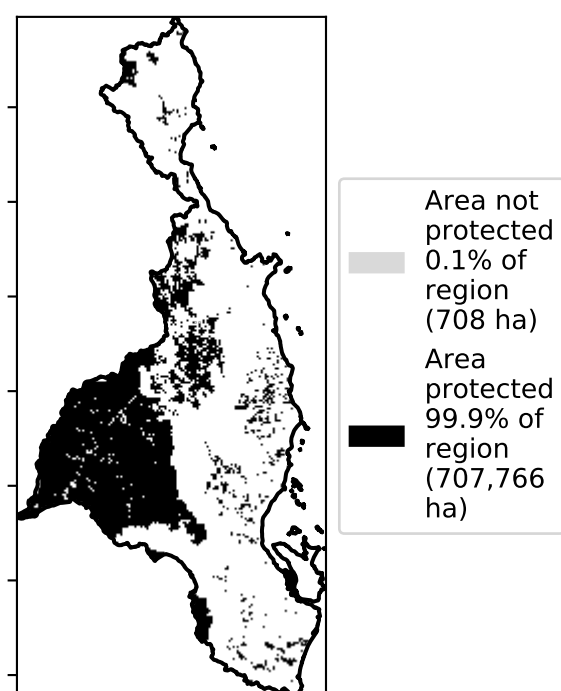 Area not
protected
0.1% of
region
(708 ha)
Area
protected
99.9% of
region
(707,766
ha)